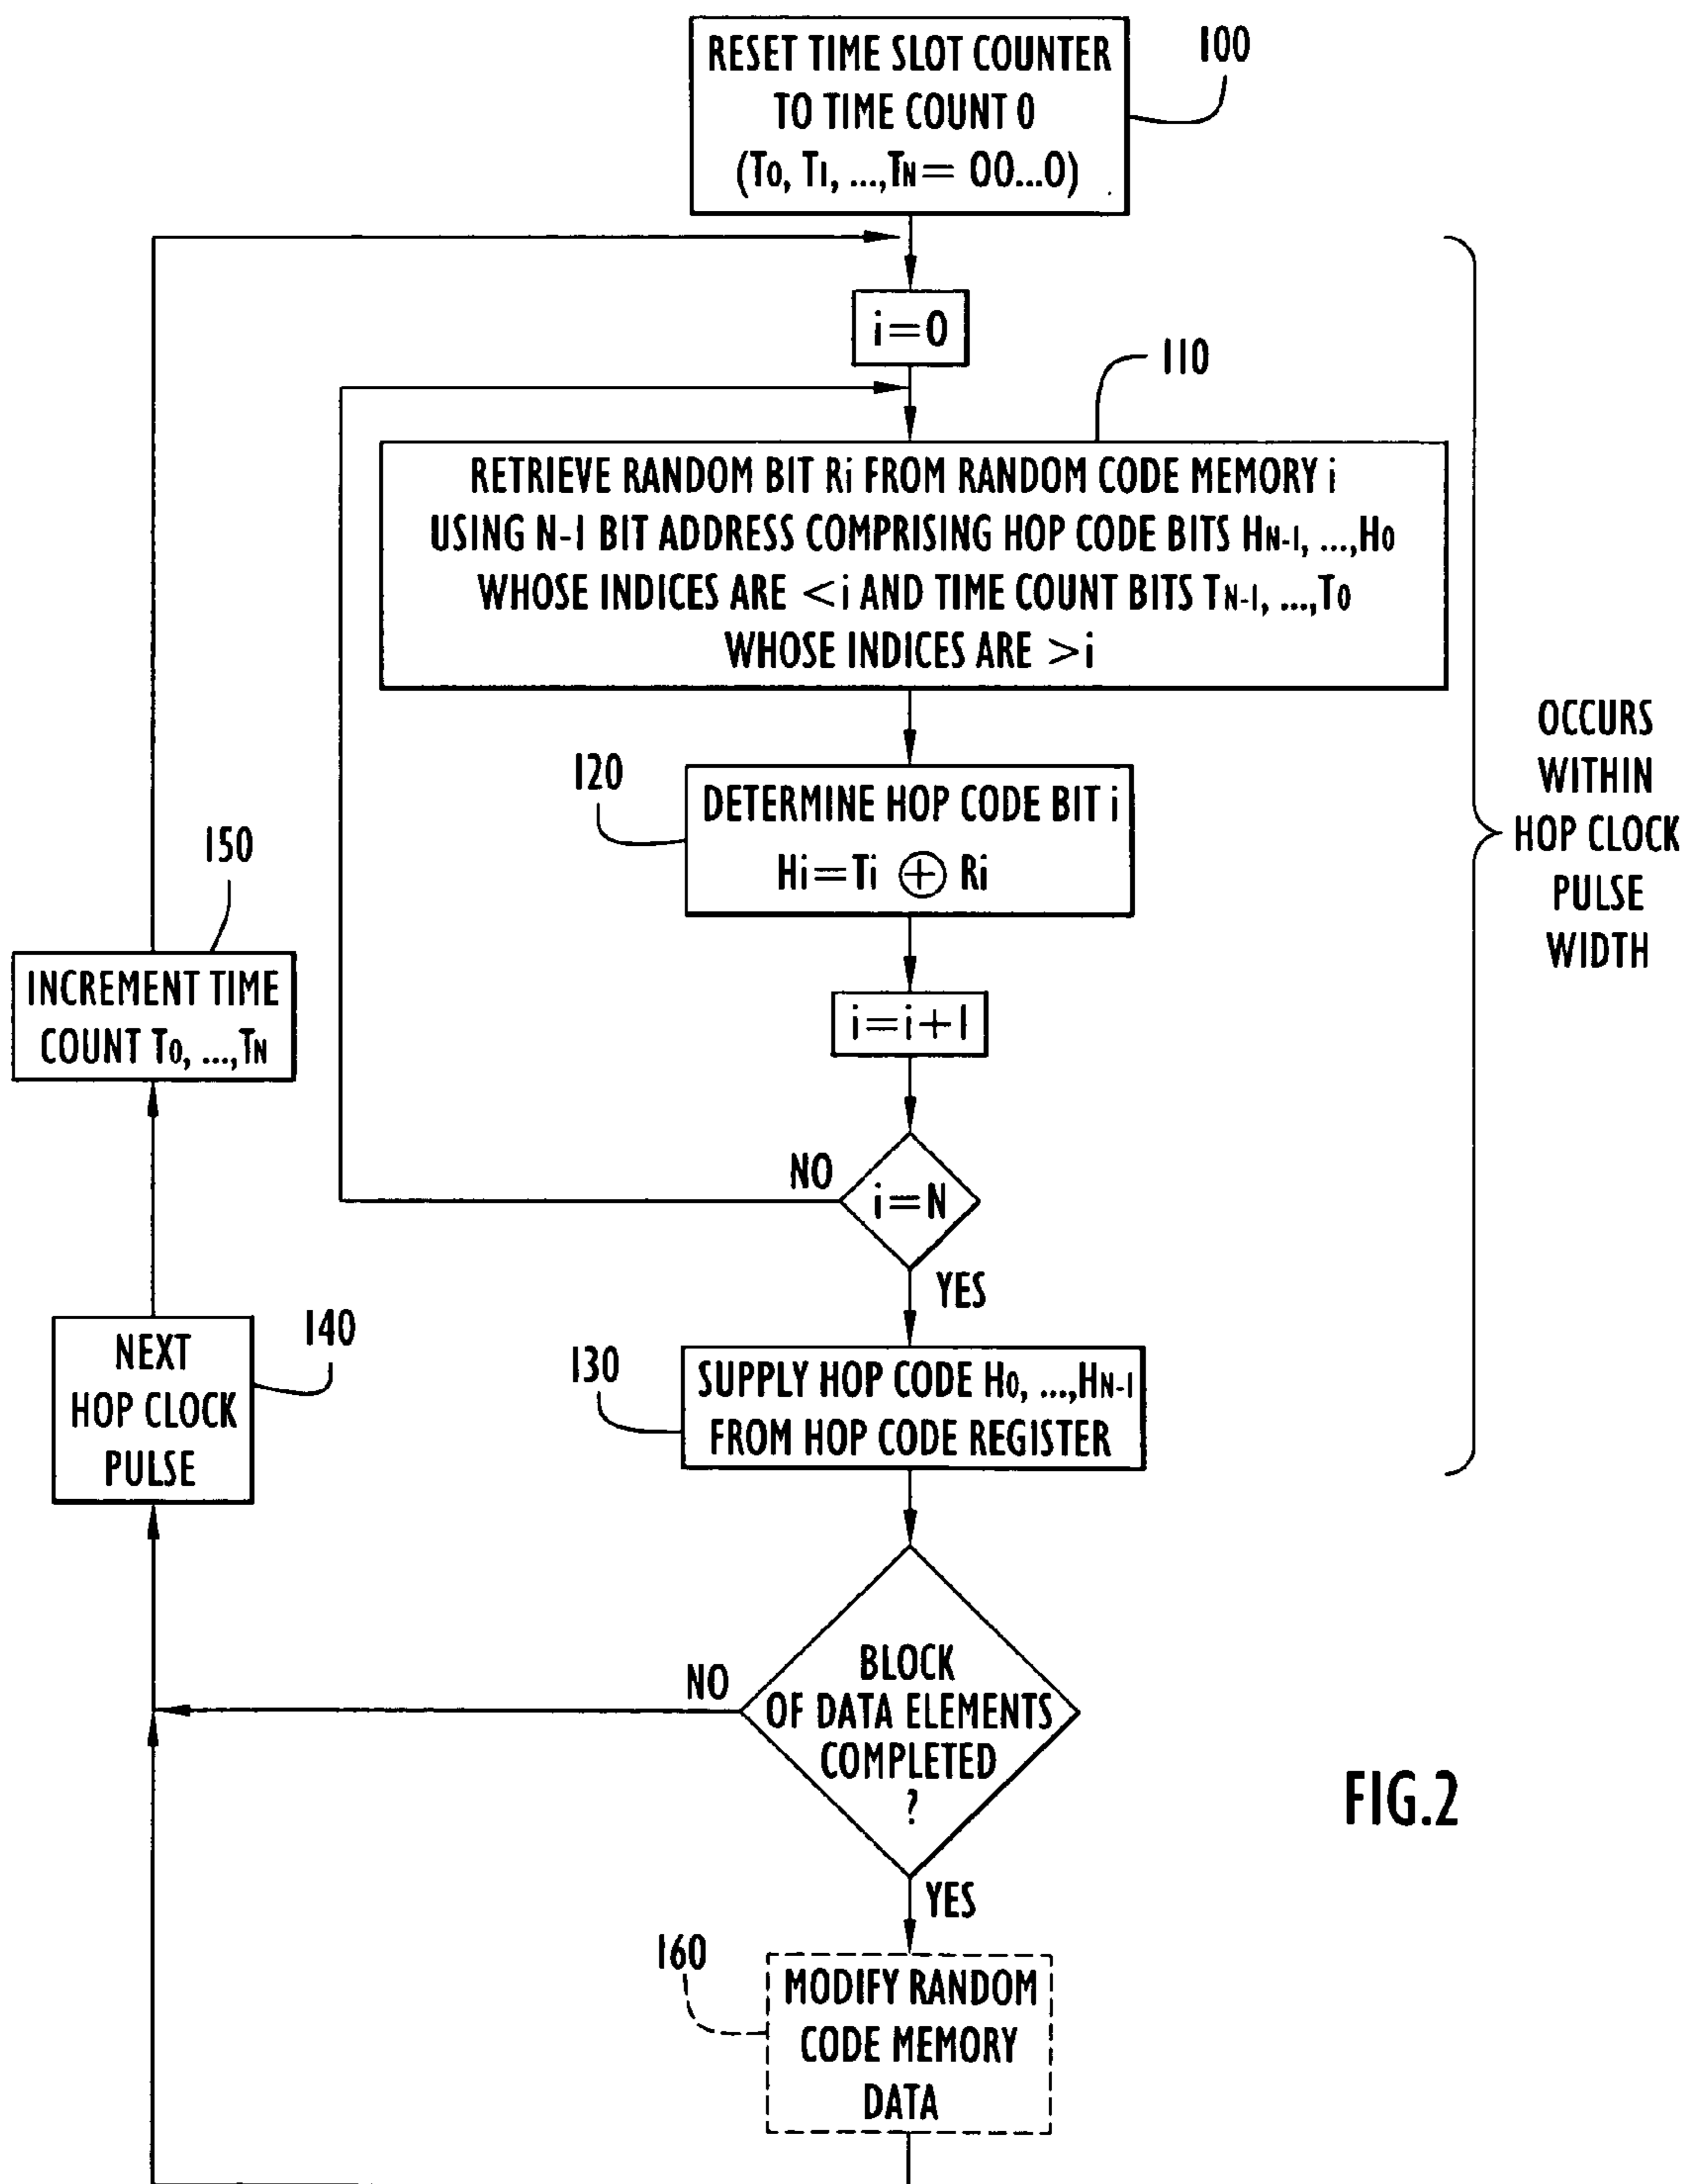 RESET TIME SLOT COUNTER
TO TIME COUNT 0
(T0, T1, ...,TN= 00...0)
100
i=0
110
RETRIEVE RANDOM BIT Ri FROM RANDOM CODE MEMORY i
USING N-1 BIT ADDRESS COMPRISING HOP CODE BITS HN-1, ...,H0
WHOSE INDICES ARE <i AND TIME COUNT BITS TN-1, ...,T0
WHOSE INDICES ARE >i
OCCURS
WITHIN
HOP CLOCK
PULSE
WIDTH
120
DETERMINE HOP CODE BIT i
Hi=Ti ⊕ Ri
150
INCREMENT TIME
COUNT T0, ...,TN
i=i+1
NO
i=N
YES
140
NEXT
HOP CLOCK
PULSE
130
SUPPLY HOP CODE H0, ...,HN-1
FROM HOP CODE REGISTER
NO
BLOCK
OF DATA ELEMENTS
COMPLETED
?
FIG.2
YES
160
MODIFY RANDOM
CODE MEMORY
DATA